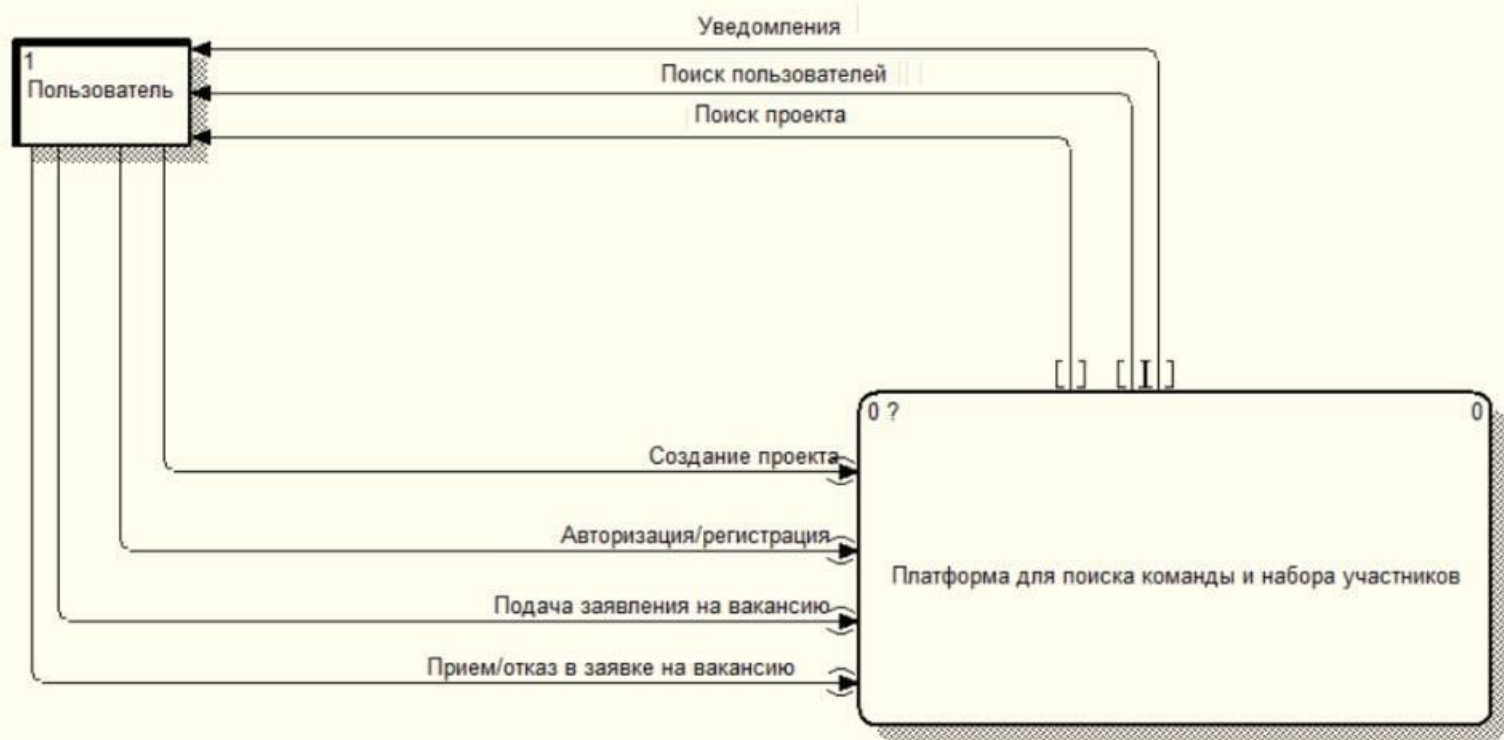 Уведомления
1
Пользователь
Поиск пользователей
Поиск проекта
0 ?
0
Создание проекта
Авторизация/регистрация
Платформа для поиска команды и набора участников
Подача заявления на вакансию
Прием/отказ в заявке на вакансию